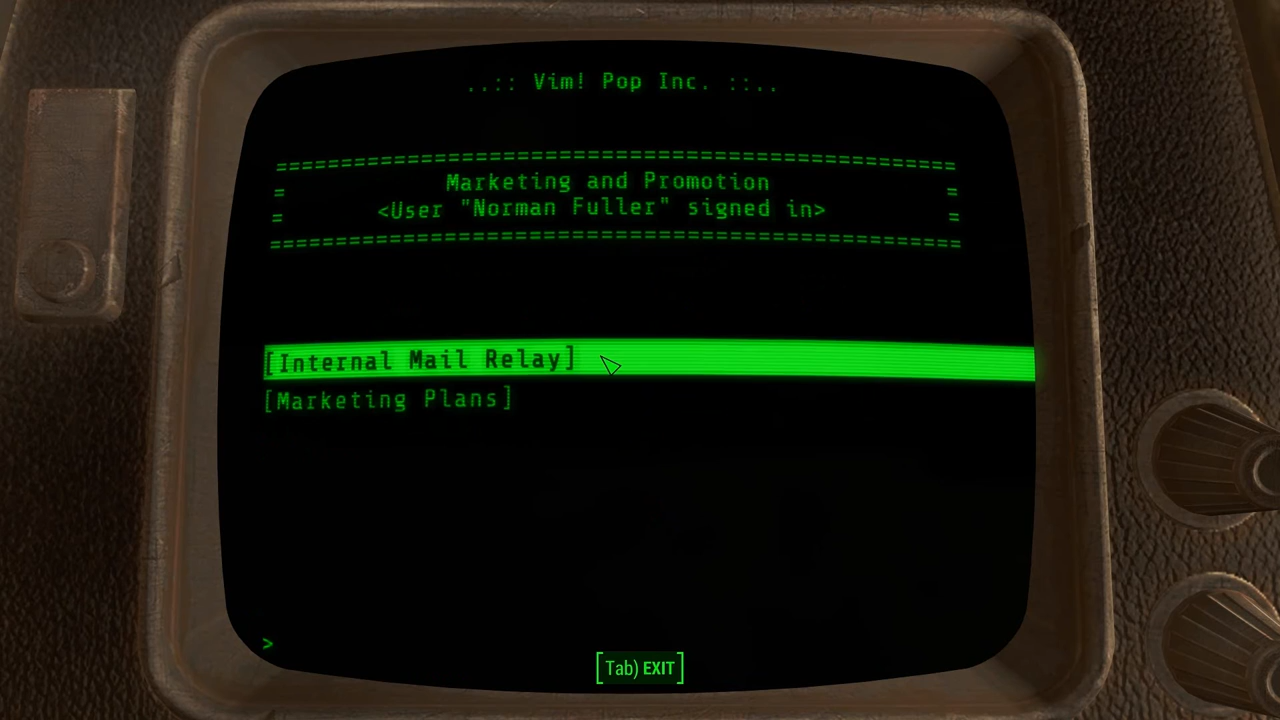 ..:: Vim! Pop Inc. ::..
====================================================
= Marketing and Promotion =
= <User "Norman Fuller" signed in> =
=====================================================
[Internal Mail Relay]
[Marketing Plans]
>
[Tab) EXIT]